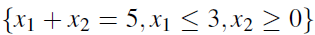 {x₁ + x₂ = 5, x₁ ≤ 3, x₂ ≥ 0}